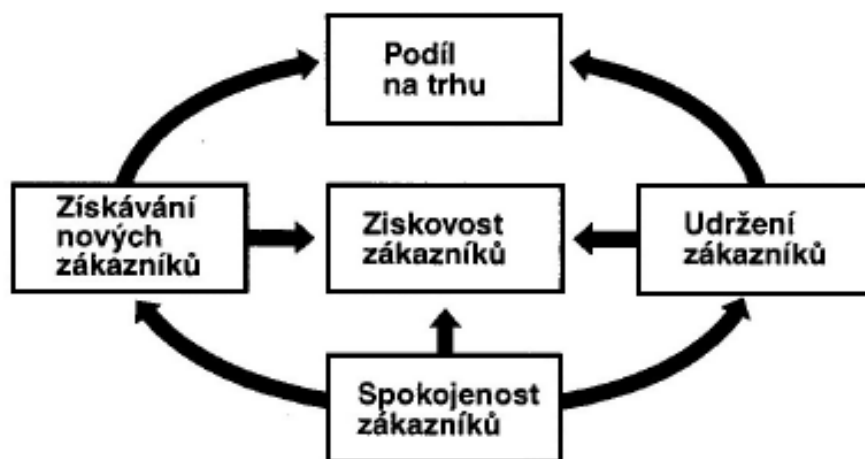 Podíl
na trhu
Získávání
nových
zákazníků
Ziskovost
zákazníků
Udržení
zákazníků
Spokojenost
zákazníků